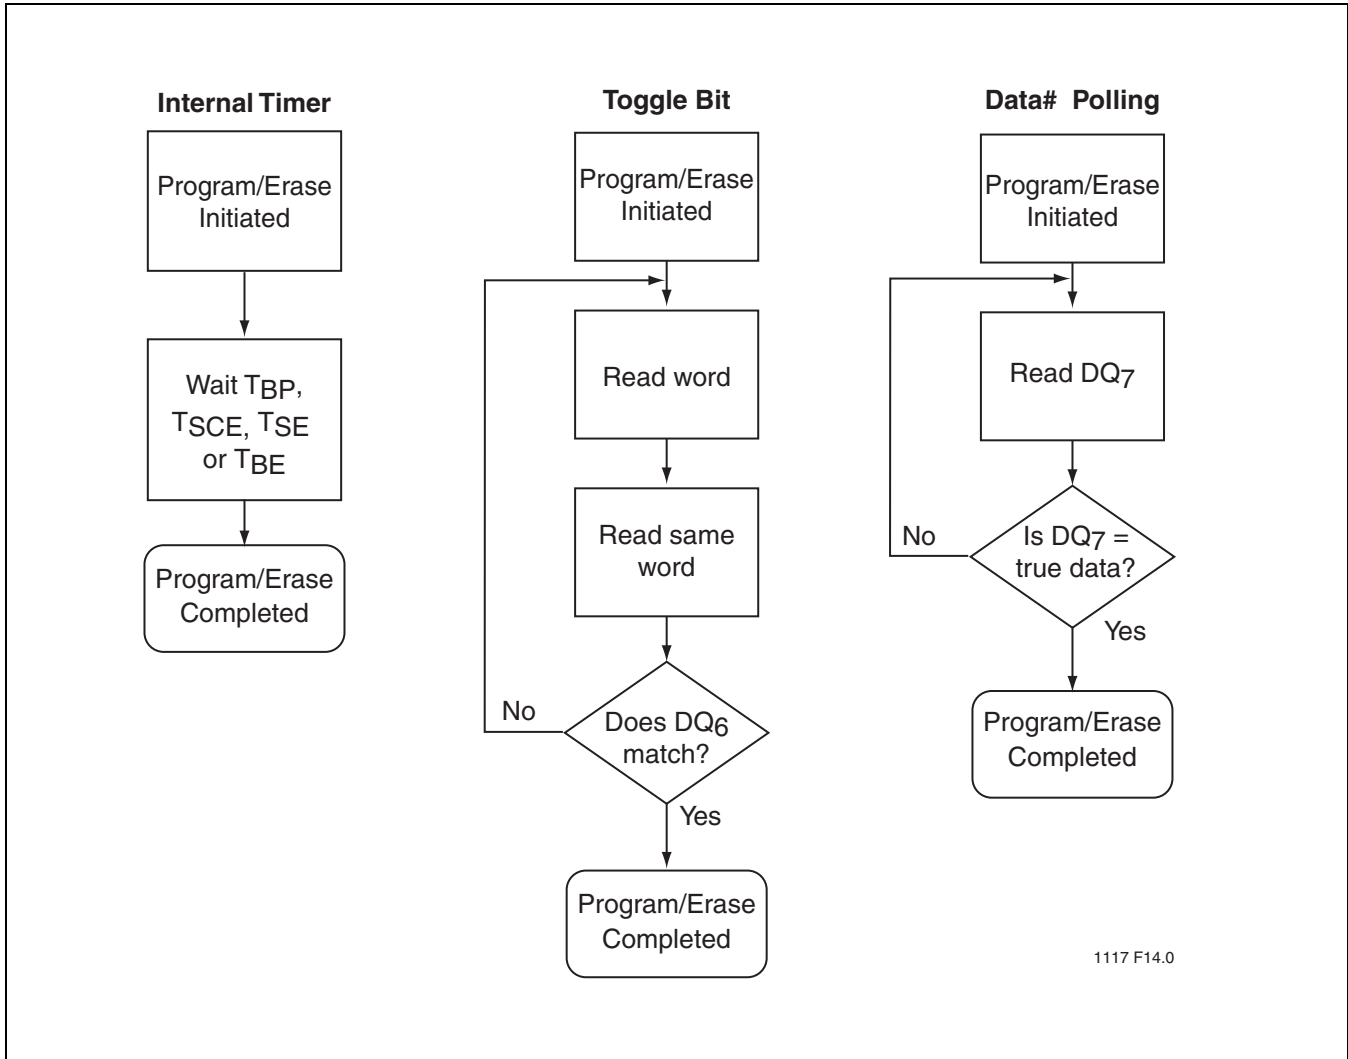 Internal Timer
Program/Erase
Initiated
Wait TBP,
TSCE, TSE
or TBE
Program/Erase
Completed
Toggle Bit
Program/Erase
Initiated
Read word
Read same
word
Does DQ6
match?
No
Yes
Program/Erase
Completed
Data# Polling
Program/Erase
Initiated
Read DQ7
Is DQ7 =
true data?
No
Yes
Program/Erase
Completed
1117 F14.0